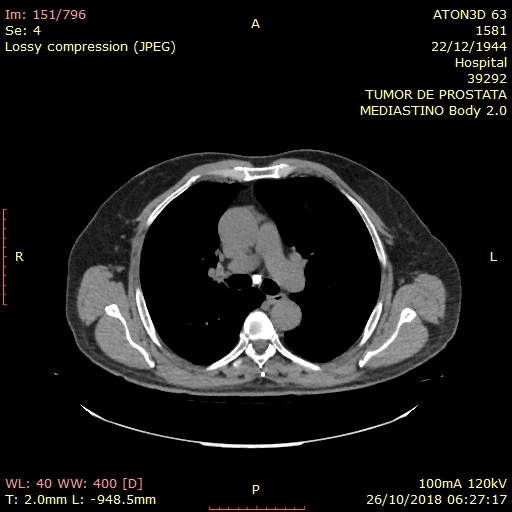 Im: 151/796
Se: 4
Lossy compression (JPEG)
A
ATON3D 63
1581
22/12/1944
Hospital
39292
TUMOR DE PROSTATA
MEDIASTINO Body 2.0
R
L
WL: 40 WW: 400 [D]
T: 2.0mm L: -948.5mm
P
100mA 120kV
26/10/2018 06:27:17